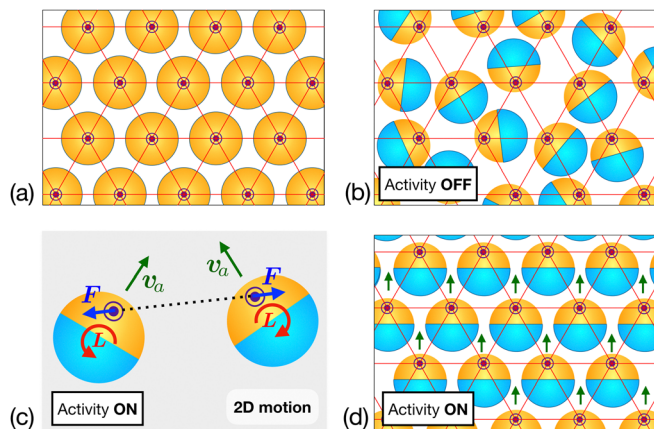 (a)
(b)
Activity OFF
(c)
F
v_a
v_a
F
L
L
Activity ON
2D motion
(d)
Activity ON